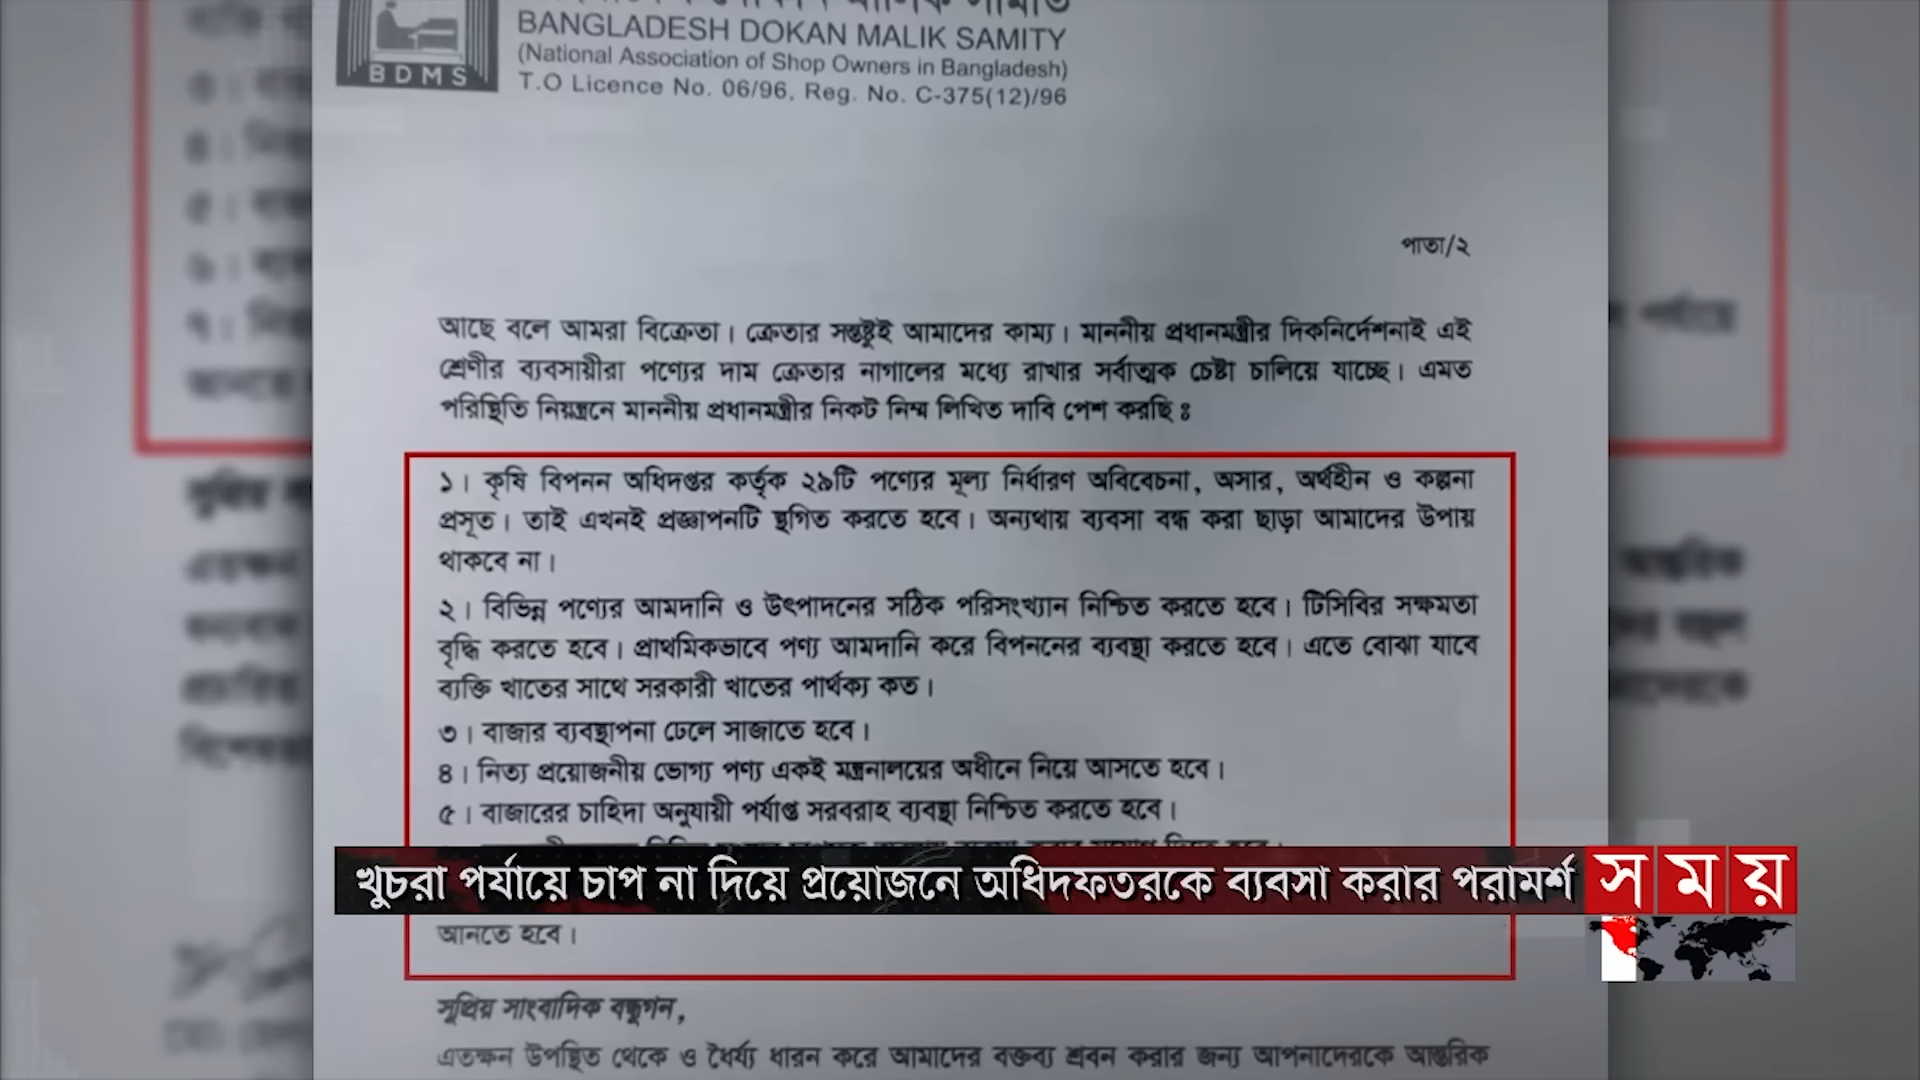 BDMS
BANGLADESH DOKAN MALIK SAMITY
(National Association of Shop Owners in Bangladesh)
T.O Licence No. 06/96, Reg. No. C-375(12)/96
পাতা/২
আছে বলে আমরা বিক্রেতা। ক্রেতার সন্তুষ্টই আমাদের কাম্য। মাননীয় প্রধানমন্ত্রীর দিকনির্দেশনাই এই
শ্রেণীর ব্যবসায়ীরা পণ্যের দাম ক্রেতার নাগালের মধ্যে রাখার সর্বাত্মক চেষ্টা চালিয়ে যাচ্ছে। এমত
পরিস্থিতি নিয়ন্ত্রনে মাননীয় প্রধানমন্ত্রীর নিকট নিম্ম লিখিত দাবি পেশ করছি ঃ
১। কৃষি বিপনন অধিদপ্তর কর্তৃক ২৯টি পণ্যের মূল্য নির্ধারণ অবিবেচনা, অসার, অর্থহীন ও কল্পনা
প্রসূত। তাই এখনই প্রজ্ঞাপনটি স্থগিত করতে হবে। অন্যথায় ব্যবসা বন্ধ করা ছাড়া আমাদের উপায়
থাকবে না।
২। বিভিন্ন পণ্যের আমদানি ও উৎপাদনের সঠিক পরিসংখ্যান নিশ্চিত করতে হবে। টিসিবির সক্ষমতা
বৃদ্ধি করতে হবে। প্রাথমিকভাবে পণ্য আমদানি করে বিপননের ব্যবস্থা করতে হবে। এতে বোঝা যাবে
ব্যক্তি খাতের সাথে সরকারী খাতের পার্থক্য কত।
৩। বাজার ব্যবস্থাপনা ঢেলে সাজাতে হবে।
৪। নিত্য প্রয়োজনীয় ভোগ্য পণ্য একই মন্ত্রনালয়ের অধীনে নিয়ে আসতে হবে।
৫। বাজারের চাহিদা অনুযায়ী পর্যাপ্ত সরবরাহ ব্যবস্থা নিশ্চিত করতে হবে।
খুচরা পর্যায়ে চাপ না দিয়ে প্রয়োজনে অধিদফতরকে ব্যবসা করার পরামর্শ
সময়
আনতে হবে।
সুপ্রিয় সাংবাদিক বন্ধুগন,
এতক্ষন উপস্থিত থেকে ও ধৈর্য্য ধারন করে আমাদের বক্তব্য শ্রবন করার জন্য আপনাদেরকে আন্তরিক